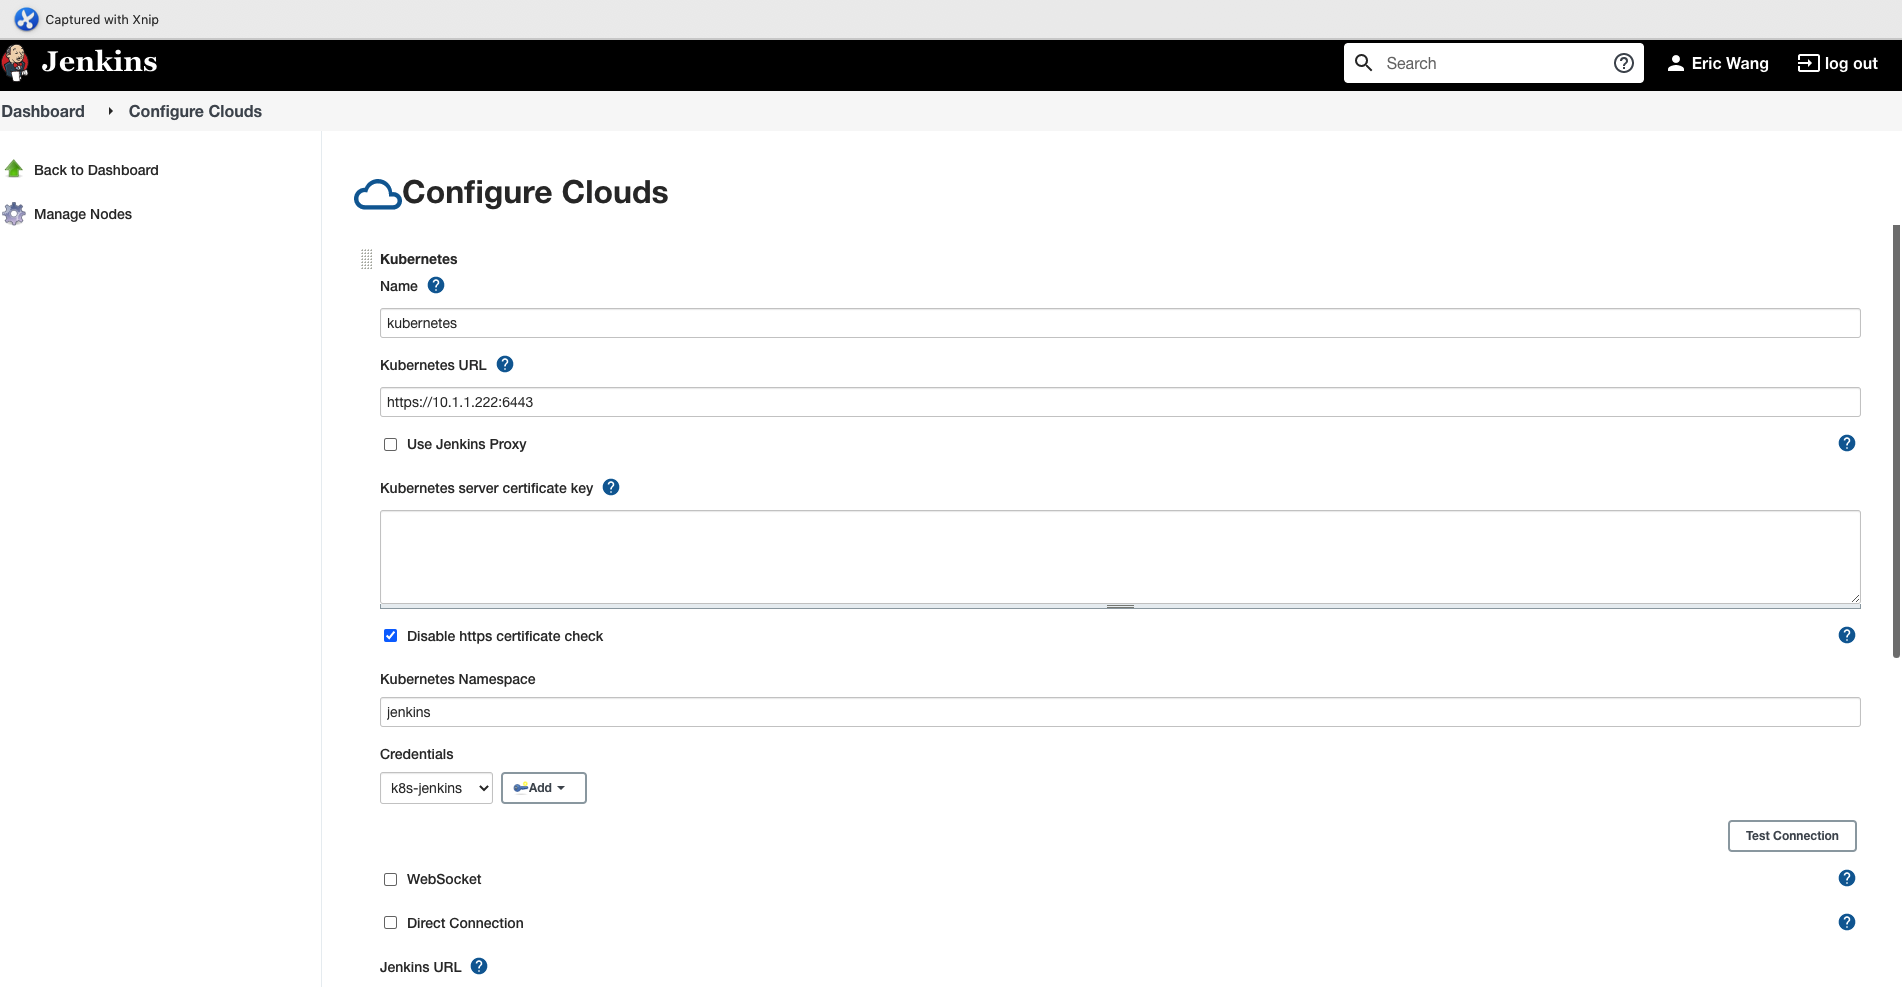 Captured with Xnip
Jenkins
Search
Eric Wang
log out
Dashboard
Configure Clouds
Back to Dashboard
Manage Nodes
Configure Clouds
Kubernetes
Name
kubernetes
Kubernetes URL
https://10.1.1.222:6443
Use Jenkins Proxy
Kubernetes server certificate key
Disable https certificate check
Kubernetes Namespace
jenkins
Credentials
k8s-jenkins
Add
Test Connection
WebSocket
Direct Connection
Jenkins URL